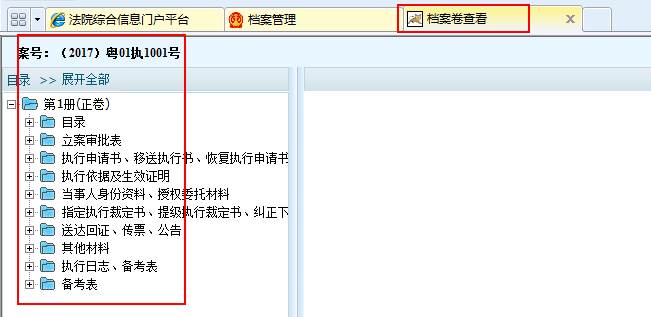 法院综合信息门户平台 档案管理 档案卷查看 x
案号：（2017）粤01执1001号
目录 >> 展开全部
第1册(正卷)
目录
立案审批表
执行申请书、移送执行书、恢复执行申请书
执行依据及生效证明
当事人身份资料、授权委托材料
指定执行裁定书、提级执行裁定书、纠正下
送达回证、传票、公告
其他材料
执行日志、备考表
备考表